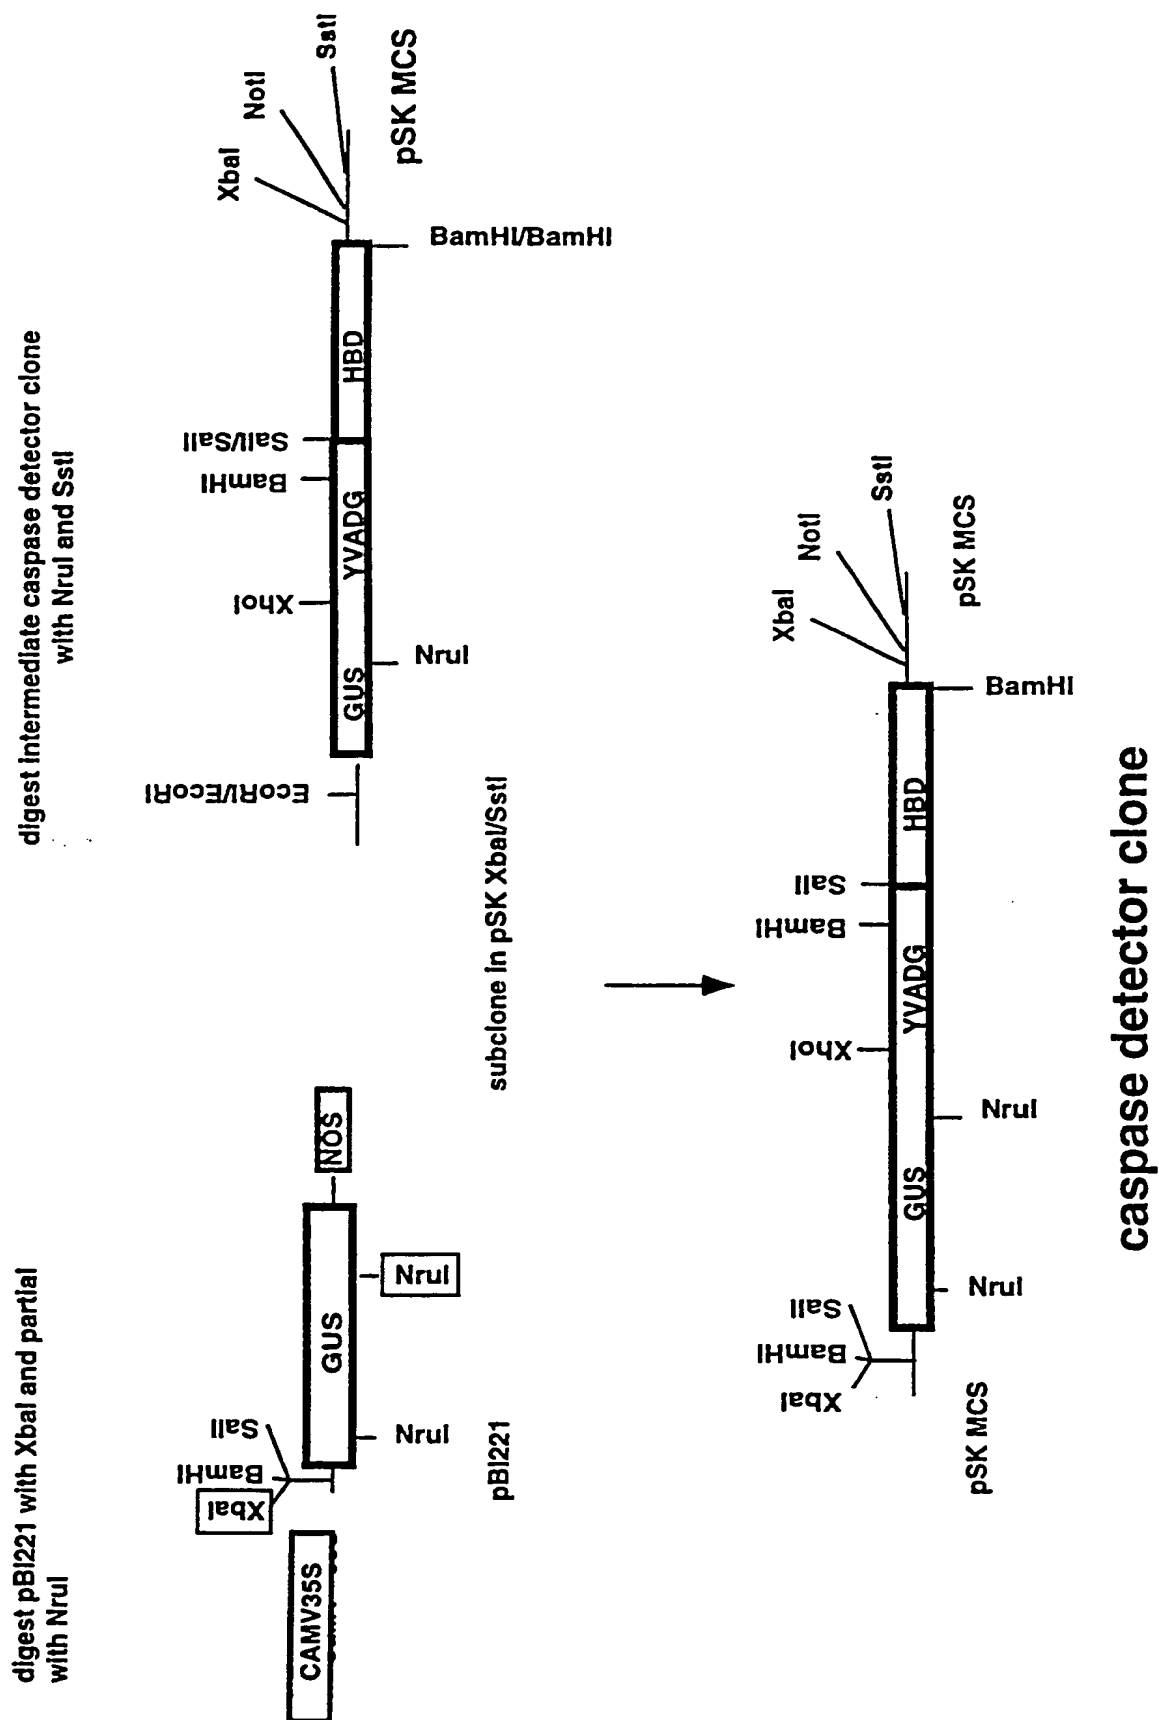 digest pBI221 with XbaI and partial
with NruI
CAMV35S
XbaI
BamHI
SalI
GUS
NOS
NruI
NruI
pBI221
digest intermediate caspase detector clone
with NruI and SstI
EcoRI/EcoRI
XhoI
BamHI
SalI/SalI
GUS
YVADG
HBD
NruI
BamHI/BamHI
XbaI
NotI
SstI
pSK MCS
subclone in pSK XbaI/SstI
XbaI
BamHI
SalI
XhoI
BamHI
SalI
XbaI
NotI
SstI
GUS
YVADG
HBD
pSK MCS
NruI
NruI
BamHI
pSK MCS
caspase detector clone